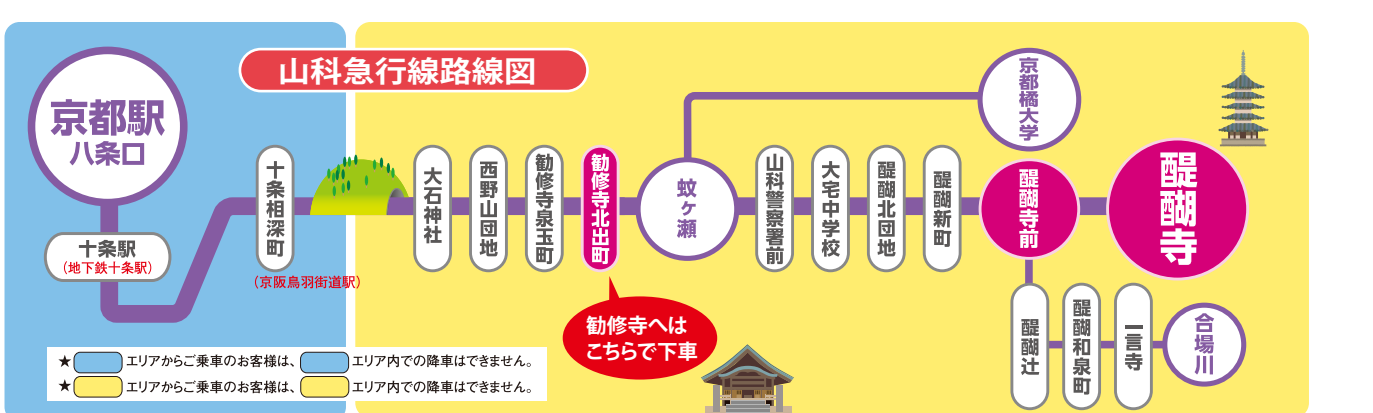 山科急行線路線図
京都駅
八条口
十条駅
(地下鉄十条駅)
十条相深町
(京阪鳥羽街道駅)
大石神社
西野山団地
勧修寺泉玉町
勧修寺北出町
勧修寺へは
こちらで下車
蚊ヶ瀬
京都橘大学
山科警察署前
大宅中学校
醍醐北団地
醍醐新町
醍醐寺前
醍醐寺
醍醐辻
醍醐和泉町
一言寺
合場川
★ エリアからご乗車のお客様は、 エリア内での降車はできません。
★ エリアからご乗車のお客様は、 エリア内での降車はできません。